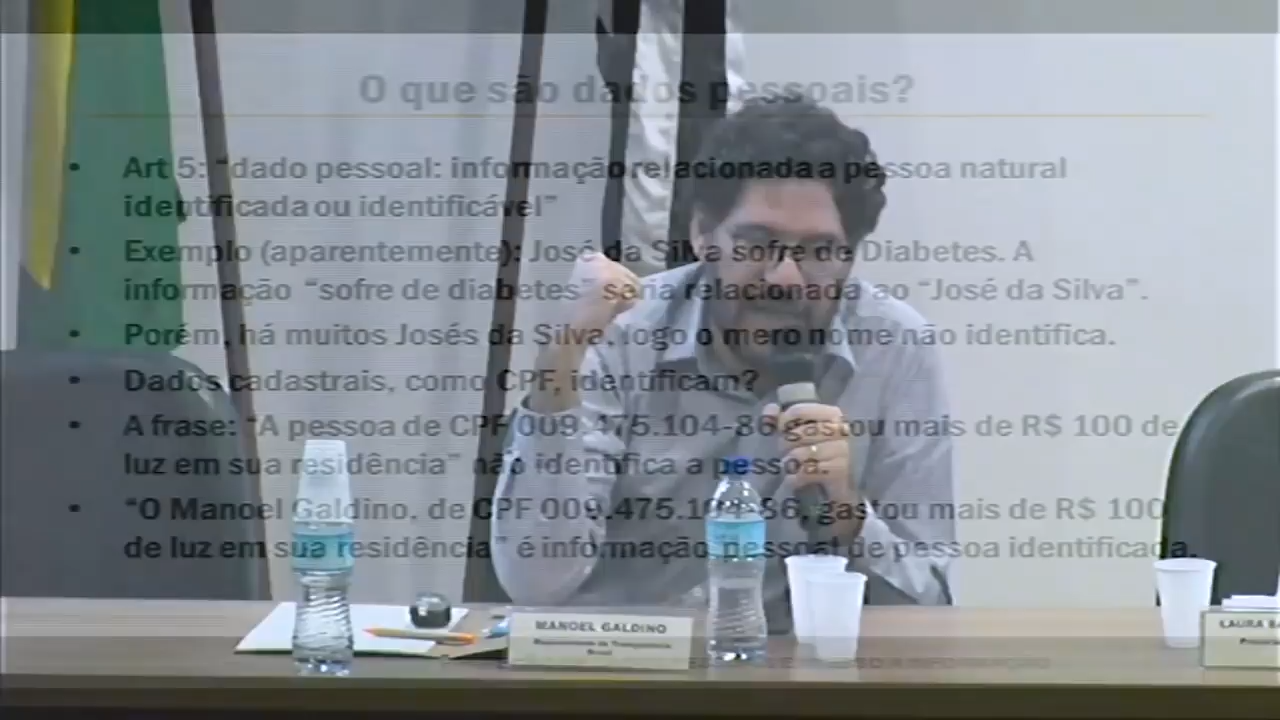 O que são dados pessoais?
• Art 5: "dado pessoal: informação relacionada a pessoa natural
identificada ou identificável"
• Exemplo (aparentemente): José da Silva sofre de Diabetes. A
informação "sofre de diabetes" seria relacionada ao "José da Silva".
• Porém, há muitos Josés da Silva, logo o mero nome não identifica.
• Dados cadastrais, como CPF, identificam?
• A frase: "A pessoa de CPF 009.475.104-86 gastou mais de R$ 100 de
luz em sua residência" não identifica a pessoa.
• "O Manoel Galdino, de CPF 009.475.104-86, gastou mais de R$ 100
de luz em sua residência" é informação pessoal de pessoa identificada.
MANOEL GALDINO
Transparência
Brasil
LAURA
INFORMAÇÃO